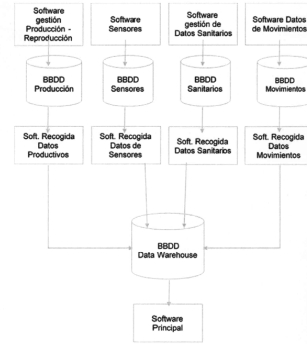 Software
gestión
Producción -
Reproducción
Software
Sensores
Software
gestión de
Datos Sanitarios
Software Datos
de Movimientos
BBDD
Producción
BBDD
Sensores
BBDD
Sanitarios
BBDD
Movimientos
Soft. Recogida
Datos
Productivos
Soft. Recogida
Datos de
Sensores
Soft. Recogida
Datos Sanitarios
Soft. Recogida
Datos
Movimientos
BBDD
Data Warehouse
Software
Principal